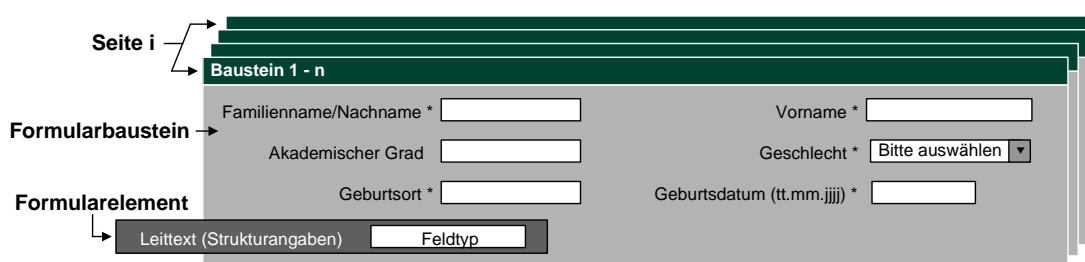 Seite i
Baustein 1 - n
Familienname/Nachname *
Vorname *
Formularbaustein
Akademischer Grad
Geschlecht *
Bitte auswählen
Geburtsort *
Geburtsdatum (tt.mm.jjjj) *
Formularelement
Leittext (Strukturangaben)
Feldtyp